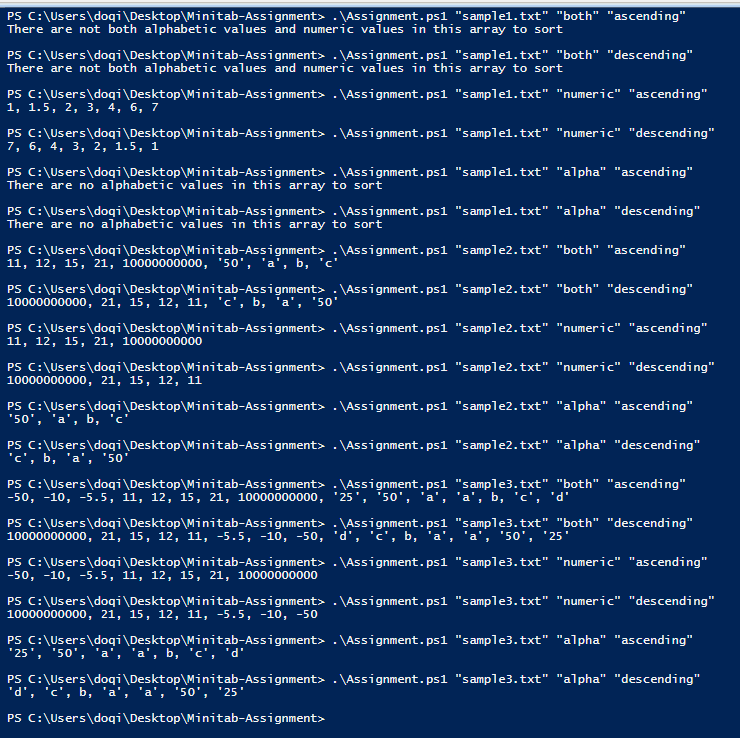 PS C:\Users\doqi\Desktop\Minitab-Assignment> .\Assignment.ps1 "sample1.txt" "both" "ascending"
There are not both alphabetic values and numeric values in this array to sort
PS C:\Users\doqi\Desktop\Minitab-Assignment> .\Assignment.ps1 "sample1.txt" "both" "descending"
There are not both alphabetic values and numeric values in this array to sort
PS C:\Users\doqi\Desktop\Minitab-Assignment> .\Assignment.ps1 "sample1.txt" "numeric" "ascending"
1, 1.5, 2, 3, 4, 6, 7
PS C:\Users\doqi\Desktop\Minitab-Assignment> .\Assignment.ps1 "sample1.txt" "numeric" "descending"
7, 6, 4, 3, 2, 1.5, 1
PS C:\Users\doqi\Desktop\Minitab-Assignment> .\Assignment.ps1 "sample1.txt" "alpha" "ascending"
There are no alphabetic values in this array to sort
PS C:\Users\doqi\Desktop\Minitab-Assignment> .\Assignment.ps1 "sample1.txt" "alpha" "descending"
There are no alphabetic values in this array to sort
PS C:\Users\doqi\Desktop\Minitab-Assignment> .\Assignment.ps1 "sample2.txt" "both" "ascending"
11, 12, 15, 21, 10000000000, '50', 'a', b, 'c'
PS C:\Users\doqi\Desktop\Minitab-Assignment> .\Assignment.ps1 "sample2.txt" "both" "descending"
10000000000, 21, 15, 12, 11, 'c', b, 'a', '50'
PS C:\Users\doqi\Desktop\Minitab-Assignment> .\Assignment.ps1 "sample2.txt" "numeric" "ascending"
11, 12, 15, 21, 10000000000
PS C:\Users\doqi\Desktop\Minitab-Assignment> .\Assignment.ps1 "sample2.txt" "numeric" "descending"
10000000000, 21, 15, 12, 11
PS C:\Users\doqi\Desktop\Minitab-Assignment> .\Assignment.ps1 "sample2.txt" "alpha" "ascending"
'50', 'a', b, 'c'
PS C:\Users\doqi\Desktop\Minitab-Assignment> .\Assignment.ps1 "sample2.txt" "alpha" "descending"
'c', b, 'a', '50'
PS C:\Users\doqi\Desktop\Minitab-Assignment> .\Assignment.ps1 "sample3.txt" "both" "ascending"
-50, -10, -5.5, 11, 12, 15, 21, 10000000000, '25', '50', 'a', 'a', b, 'c', 'd'
PS C:\Users\doqi\Desktop\Minitab-Assignment> .\Assignment.ps1 "sample3.txt" "both" "descending"
10000000000, 21, 15, 12, 11, -5.5, -10, -50, 'd', 'c', b, 'a', 'a', '50', '25'
PS C:\Users\doqi\Desktop\Minitab-Assignment> .\Assignment.ps1 "sample3.txt" "numeric" "ascending"
-50, -10, -5.5, 11, 12, 15, 21, 10000000000
PS C:\Users\doqi\Desktop\Minitab-Assignment> .\Assignment.ps1 "sample3.txt" "numeric" "descending"
10000000000, 21, 15, 12, 11, -5.5, -10, -50
PS C:\Users\doqi\Desktop\Minitab-Assignment> .\Assignment.ps1 "sample3.txt" "alpha" "ascending"
'25', '50', 'a', 'a', b, 'c', 'd'
PS C:\Users\doqi\Desktop\Minitab-Assignment> .\Assignment.ps1 "sample3.txt" "alpha" "descending"
'd', 'c', b, 'a', 'a', '50', '25'
PS C:\Users\doqi\Desktop\Minitab-Assignment>